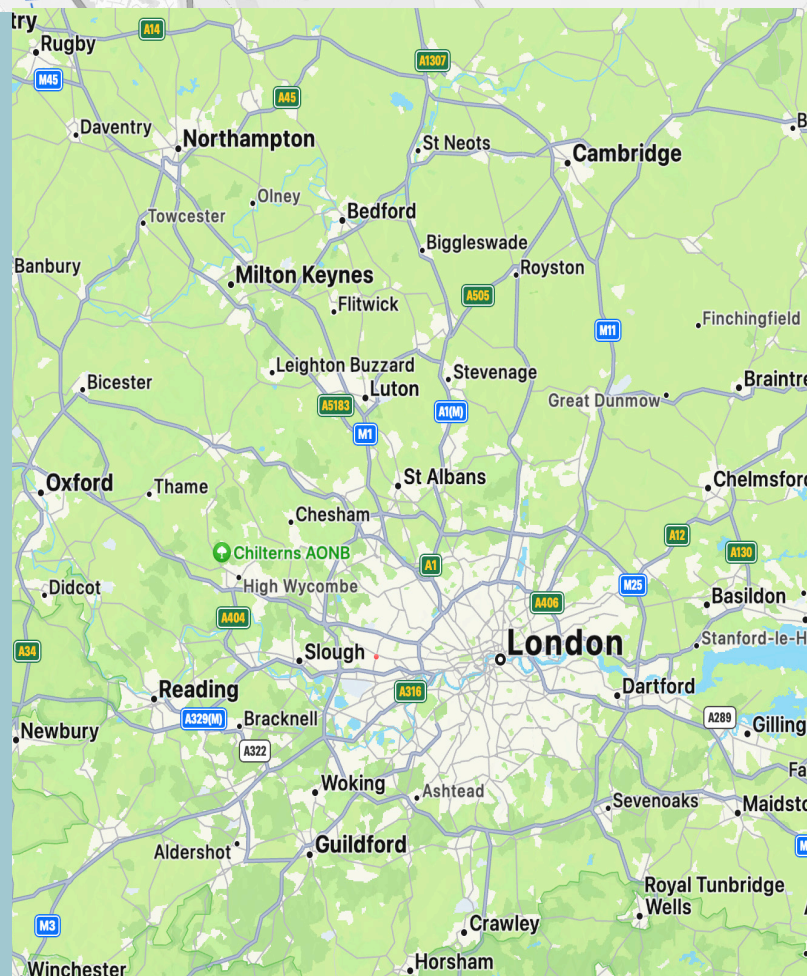 try
Rugby
A14
A1307
M45
A45
Daventry
Northampton
St Neots
Cambridge
B
Olney
Towcester
Bedford
Biggleswade
Banbury
Milton Keynes
Royston
Flitwick
A505
Finchingfield
M11
Leighton Buzzard
Stevenage
Bicester
Luton
Braintre
Great Dunmow
A5183
A1(M)
M1
Oxford
Thame
St Albans
Chelmsford
Chesham
A12
Chilterns AONB
A130
A1
Didcot
High Wycombe
M25
Basildon
A406
A404
London
Stanford-le-H
A34
Slough
Reading
A316
Dartford
A329(M)
Bracknell
A289
Newbury
A322
Gilling
Fa
Woking
Ashtead
Sevenoaks
Maidsto
Aldershot
Guildford
M
Royal Tunbridge
Wells
M3
Crawley
Horsham
Winchester